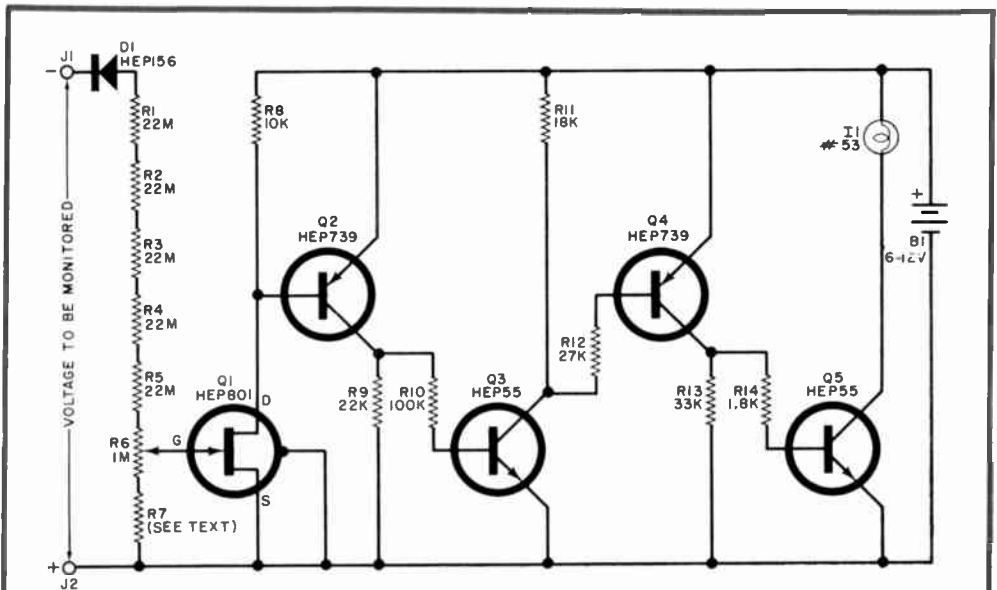 J1
D1
HEP156
R1
22M
R2
22M
R3
22M
R4
22M
R5
22M
R6
1M
R7
(SEE TEXT)
VOLTAGE TO BE MONITORED
- 
+
J2
Q1
HEP801
G
D
S
R8
10K
Q2
HEP739
R9
22K
R10
100K
Q3
HEP55
R11
18K
R12
27K
Q4
HEP739
R13
33K
R14
1.8K
Q5
HEP55
I1
# 53
+
B1
6-12V